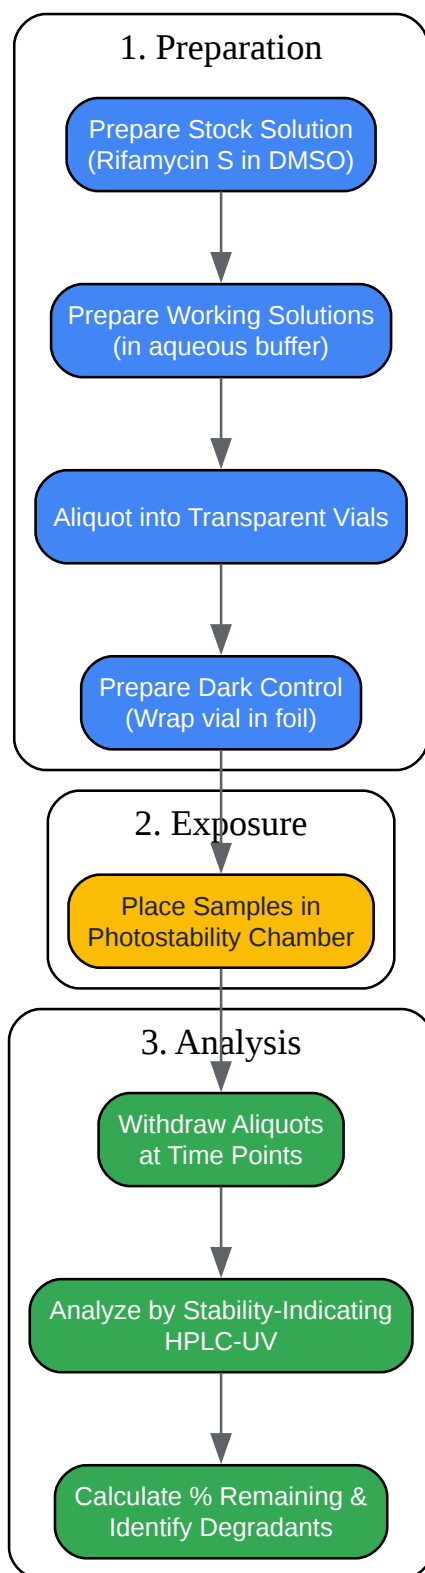 1. Preparation
Prepare Stock Solution
(Rifamycin S in DMSO)
Prepare Working Solutions
(in aqueous buffer)
Aliquot into Transparent Vials
Prepare Dark Control
(Wrap vial in foil)
2. Exposure
Place Samples in
Photostability Chamber
3. Analysis
Withdraw Aliquots
at Time Points
Analyze by Stability-Indicating
HPLC-UV
Calculate % Remaining &
Identify Degradants